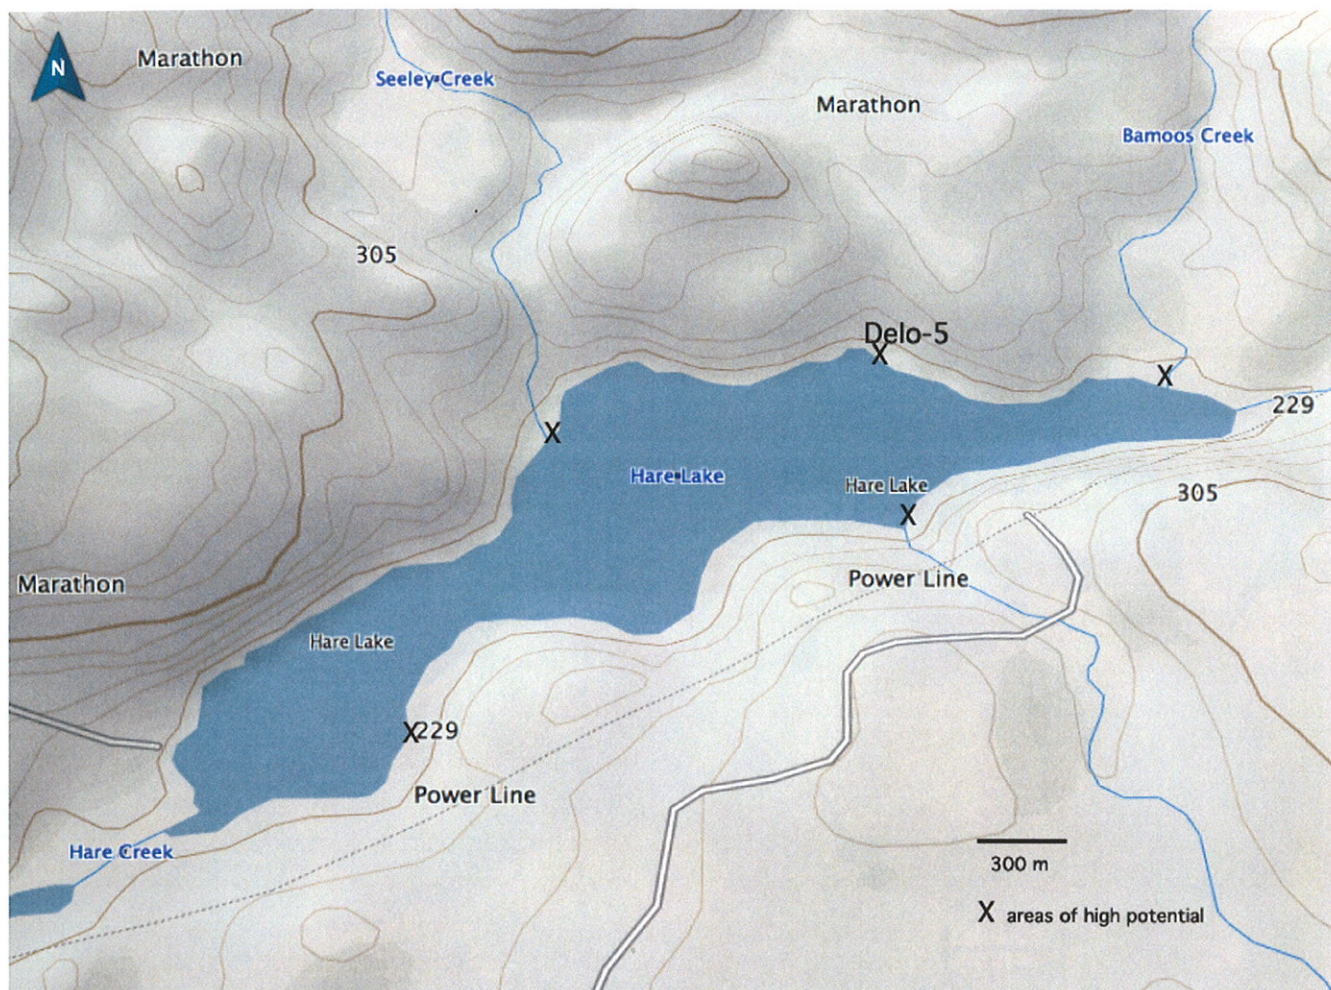 N
Marathon
Seeley Creek
Marathon
Bamoos Creek
305
Delo-5
X
X
229
X
Hare Lake
Hare Lake
305
X
Marathon
Power Line
Hare Lake
X 229
Power Line
Hare Creek
300 m
X areas of high potential